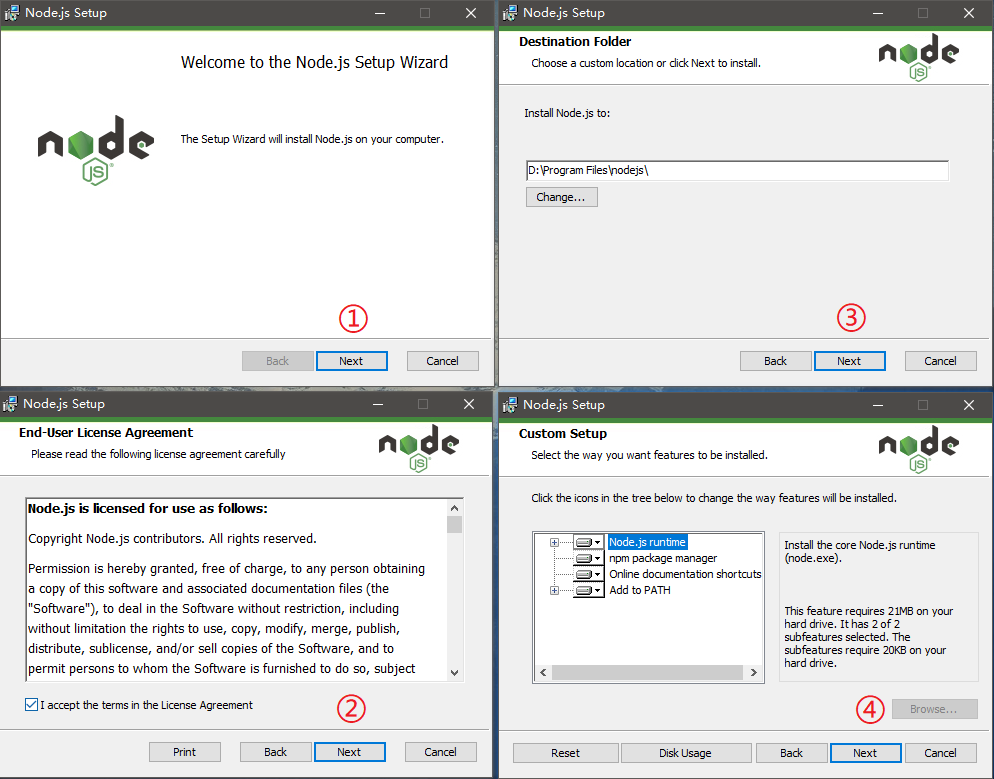 Node.js Setup
Welcome to the Node.js Setup Wizard
node
JS
The Setup Wizard will install Node.js on your computer.
①
Back
Next
Cancel
Node.js Setup
End-User License Agreement
Please read the following license agreement carefully
node
JS
Node.js is licensed for use as follows:
Copyright Node.js contributors. All rights reserved.
Permission is hereby granted, free of charge, to any person obtaining
a copy of this software and associated documentation files (the
"Software"), to deal in the Software without restriction, including
without limitation the rights to use, copy, modify, merge, publish,
distribute, sublicense, and/or sell copies of the Software, and to
permit persons to whom the Software is furnished to do so, subject
I accept the terms in the License Agreement
②
Print
Back
Next
Cancel
Node.js Setup
Destination Folder
Choose a custom location or click Next to install.
node
JS
Install Node.js to:
D:\Program Files\nodejs\
Change...
③
Back
Next
Cancel
Node.js Setup
Custom Setup
Select the way you want features to be installed.
node
JS
Click the icons in the tree below to change the way features will be installed.
Node.js runtime
npm package manager
Online documentation shortcuts
Add to PATH
Install the core Node.js runtime
(node.exe).
This feature requires 21MB on your
hard drive. It has 2 of 2
subfeatures selected. The
subfeatures require 20KB on your
hard drive.
④
Browse...
Reset
Disk Usage
Back
Next
Cancel